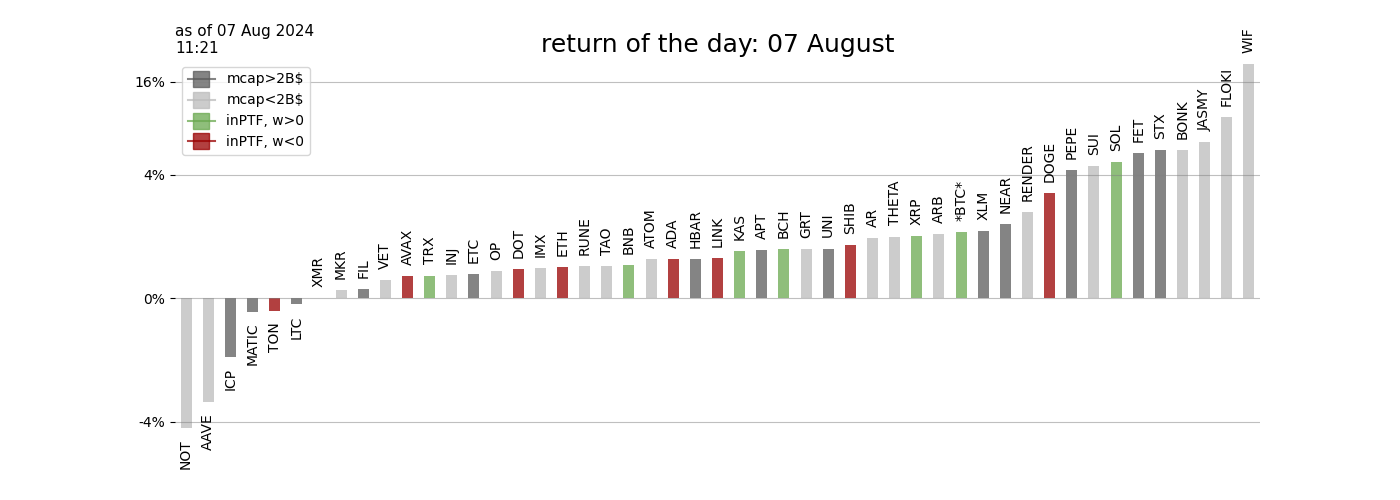 as of 07 Aug 2024
11:21
return of the day: 07 August
mcap>2B$
mcap<2B$
inPTF, w>0
inPTF, w<0
16%
4%
0%
-4%
NOT
AAVE
ICP
MATIC
TON
LTC
XMR
MKR
FIL
VET
AVAX
TRX
INJ
ETC
OP
DOT
IMX
ETH
RUNE
TAO
BNB
ATOM
ADA
HBAR
LINK
KAS
APT
BCH
GRT
UNI
SHIB
AR
THETA
XRP
ARB
*BTC*
XLM
NEAR
RENDER
DOGE
PEPE
SUI
SOL
FET
STX
BONK
JASMY
FLOKI
WIF